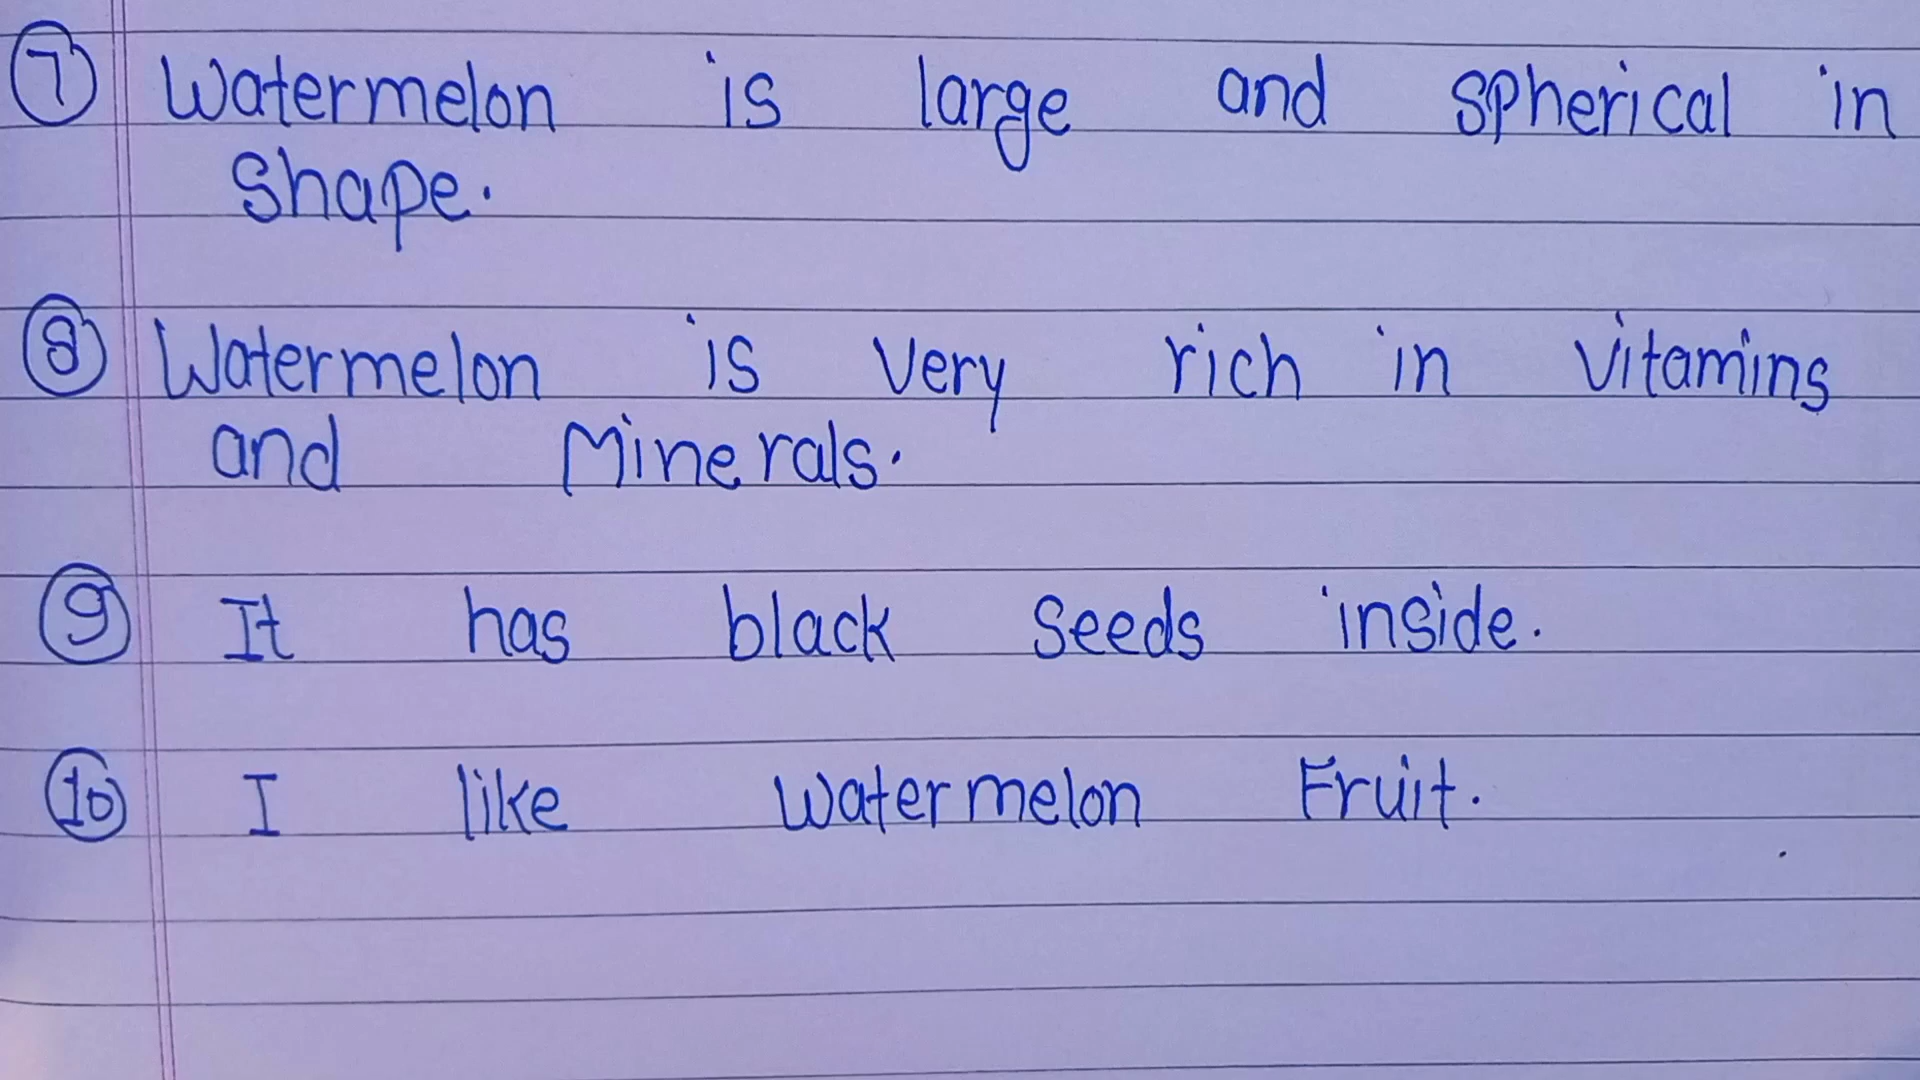 7 Watermelon is large and spherical in
shape.
8 Watermelon is very rich in vitamins
and Minerals.
9 It has black seeds inside.
10 I like watermelon Fruit.